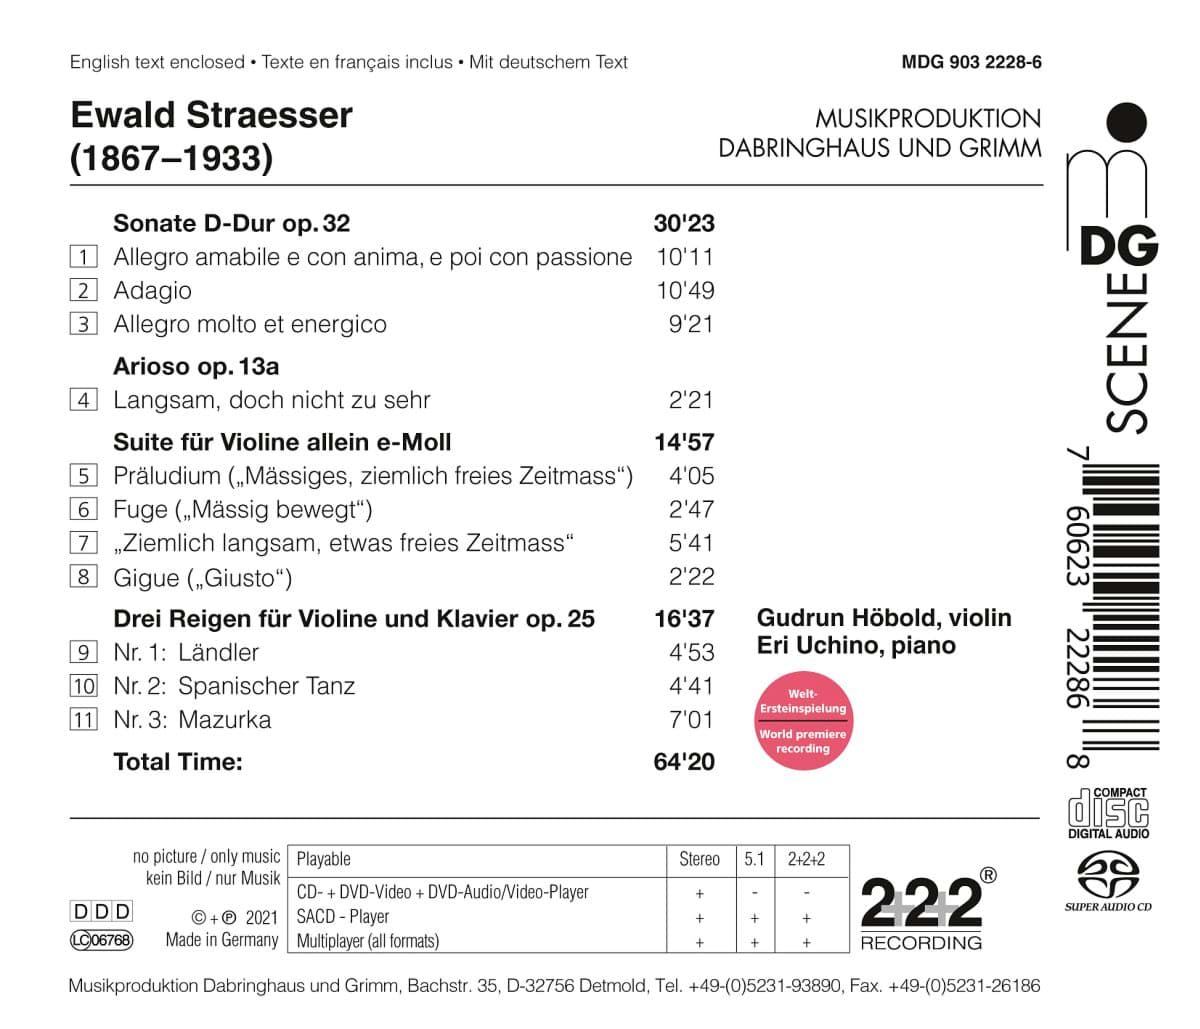 English text enclosed • Texte en français inclus • Mit deutschem Text
MDG 903 2228-6
Ewald Straesser
(1867–1933)
MUSIKPRODUKTION
DABRINGHAUS UND GRIMM
mDG
SCENE
Sonate D-Dur op. 32 30'23
1 Allegro amabile e con anima, e poi con passione 10'11
2 Adagio 10'49
3 Allegro molto et energico 9'21
Arioso op. 13a
4 Langsam, doch nicht zu sehr 2'21
Suite für Violine allein e-Moll 14'57
5 Präludium („Mässiges, ziemlich freies Zeitmass“) 4'05
6 Fuge („Mässig bewegt“) 2'47
7 „Ziemlich langsam, etwas freies Zeitmass“ 5'41
8 Gigue („Giusto“) 2'22
Drei Reigen für Violine und Klavier op. 25 16'37
9 Nr. 1: Ländler 4'53
10 Nr. 2: Spanischer Tanz 4'41
11 Nr. 3: Mazurka 7'01
Total Time: 64'20
Gudrun Höbold, violin
Eri Uchino, piano
Welt-
Ersteinspielung
World premiere
recording
7 60623 22286 8
COMPACT
disc
DIGITAL AUDIO
SUPER AUDIO CD
no picture / only music
kein Bild / nur Musik
DDD
LC 06768
© + ℗ 2021
Made in Germany
Playable Stereo 5.1 2+2+2
CD- + DVD-Video + DVD-Audio/Video-Player + - -
SACD - Player + + +
Multiplayer (all formats) + + +
2+2+2®
RECORDING
Musikproduktion Dabringhaus und Grimm, Bachstr. 35, D-32756 Detmold, Tel. +49-(0)5231-93890, Fax. +49-(0)5231-26186